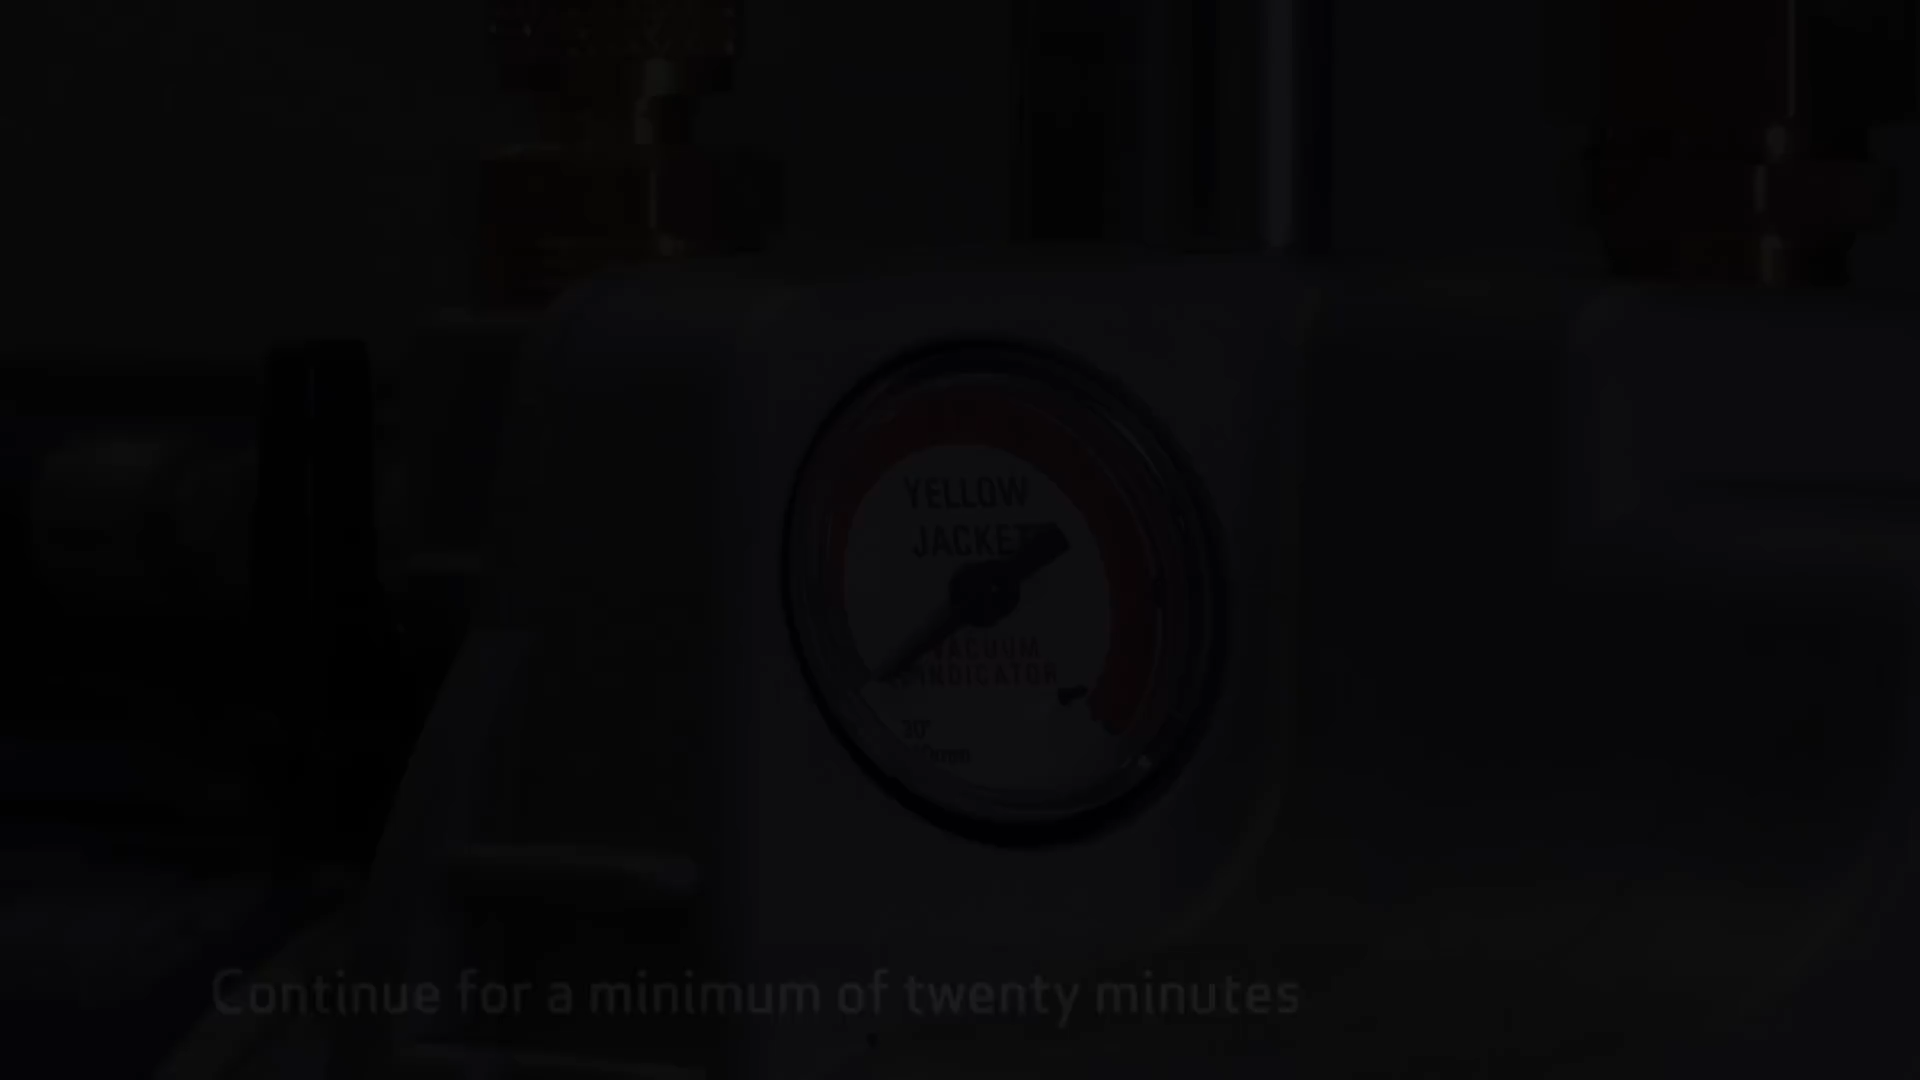 YELLOW
JACKET
VACUUM
INDICATOR
30"
Continue for a minimum of twenty minutes